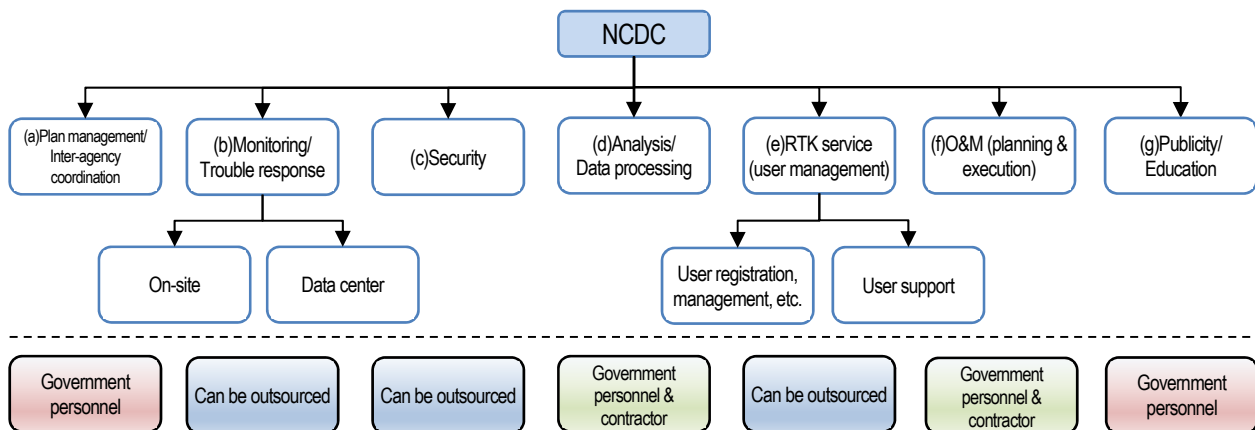 NCDC
(a)Plan management/
Inter-agency
coordination
(b)Monitoring/
Trouble response
(c)Security
(d)Analysis/
Data processing
(e)RTK service
(user management)
(f)O&M (planning &
execution)
(g)Publicity/
Education
On-site
Data center
User registration,
management, etc.
User support
Government
personnel
Can be outsourced
Can be outsourced
Government
personnel &
contractor
Can be outsourced
Government
personnel &
contractor
Government
personnel